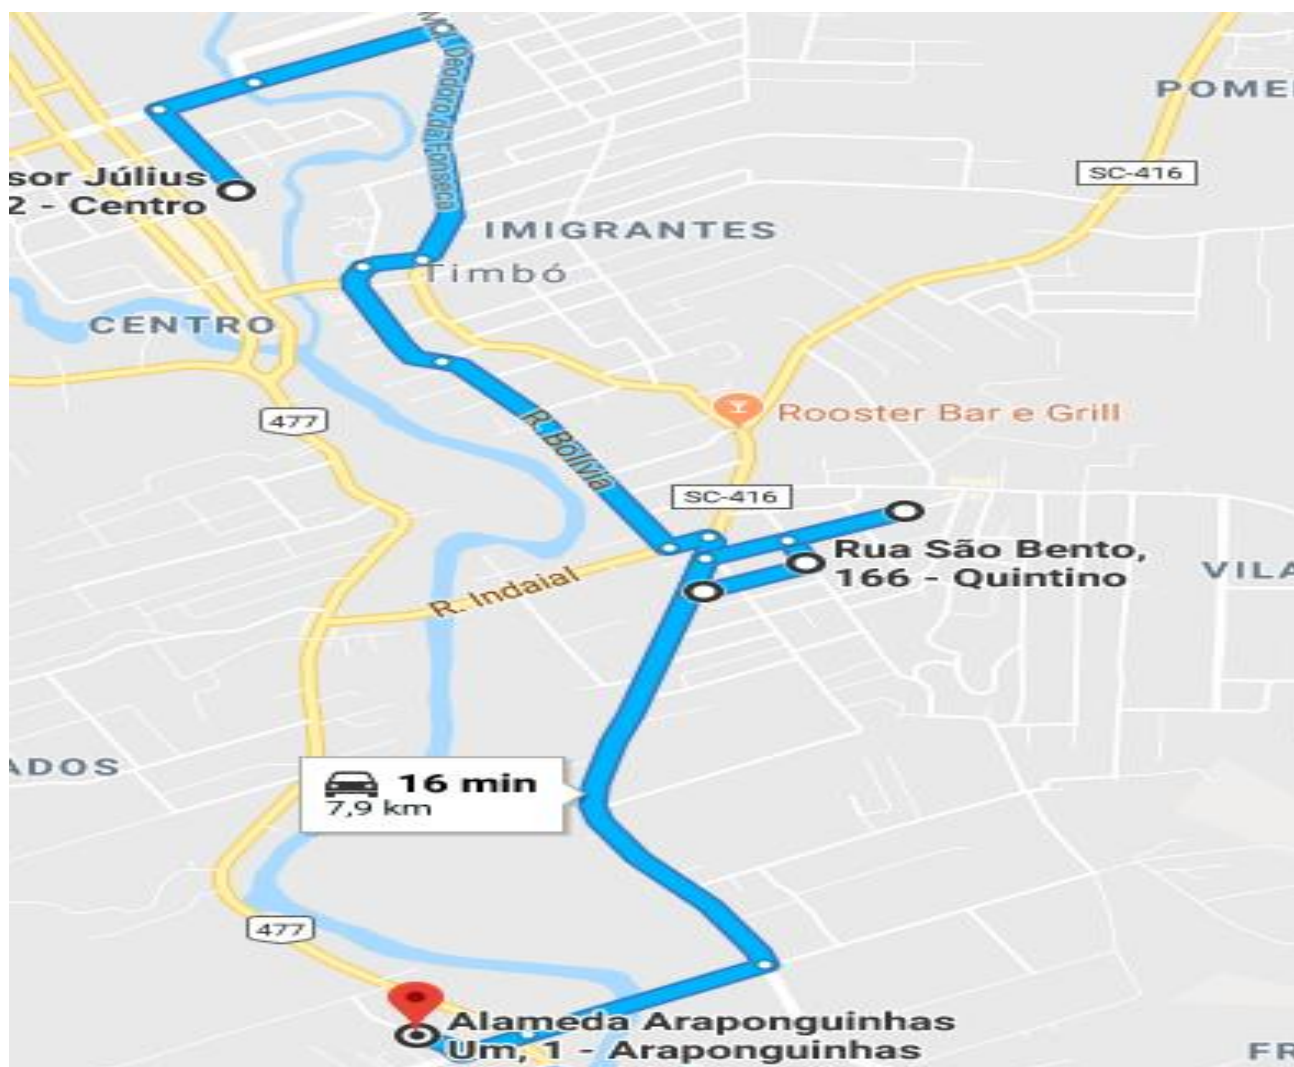 POME
SC-416
sor Július
2 - Centro
Mal. Deodoro da Fonseca
IMIGRANTES
Timbó
CENTRO
477
Rooster Bar e Grill
R. Bolívia
SC-416
Rua São Bento,
166 - Quintino
VILA
R. Indaial
ADOS
16 min
7,9 km
477
Alameda Araponguinhas
Um, 1 - Araponguinhas
FR